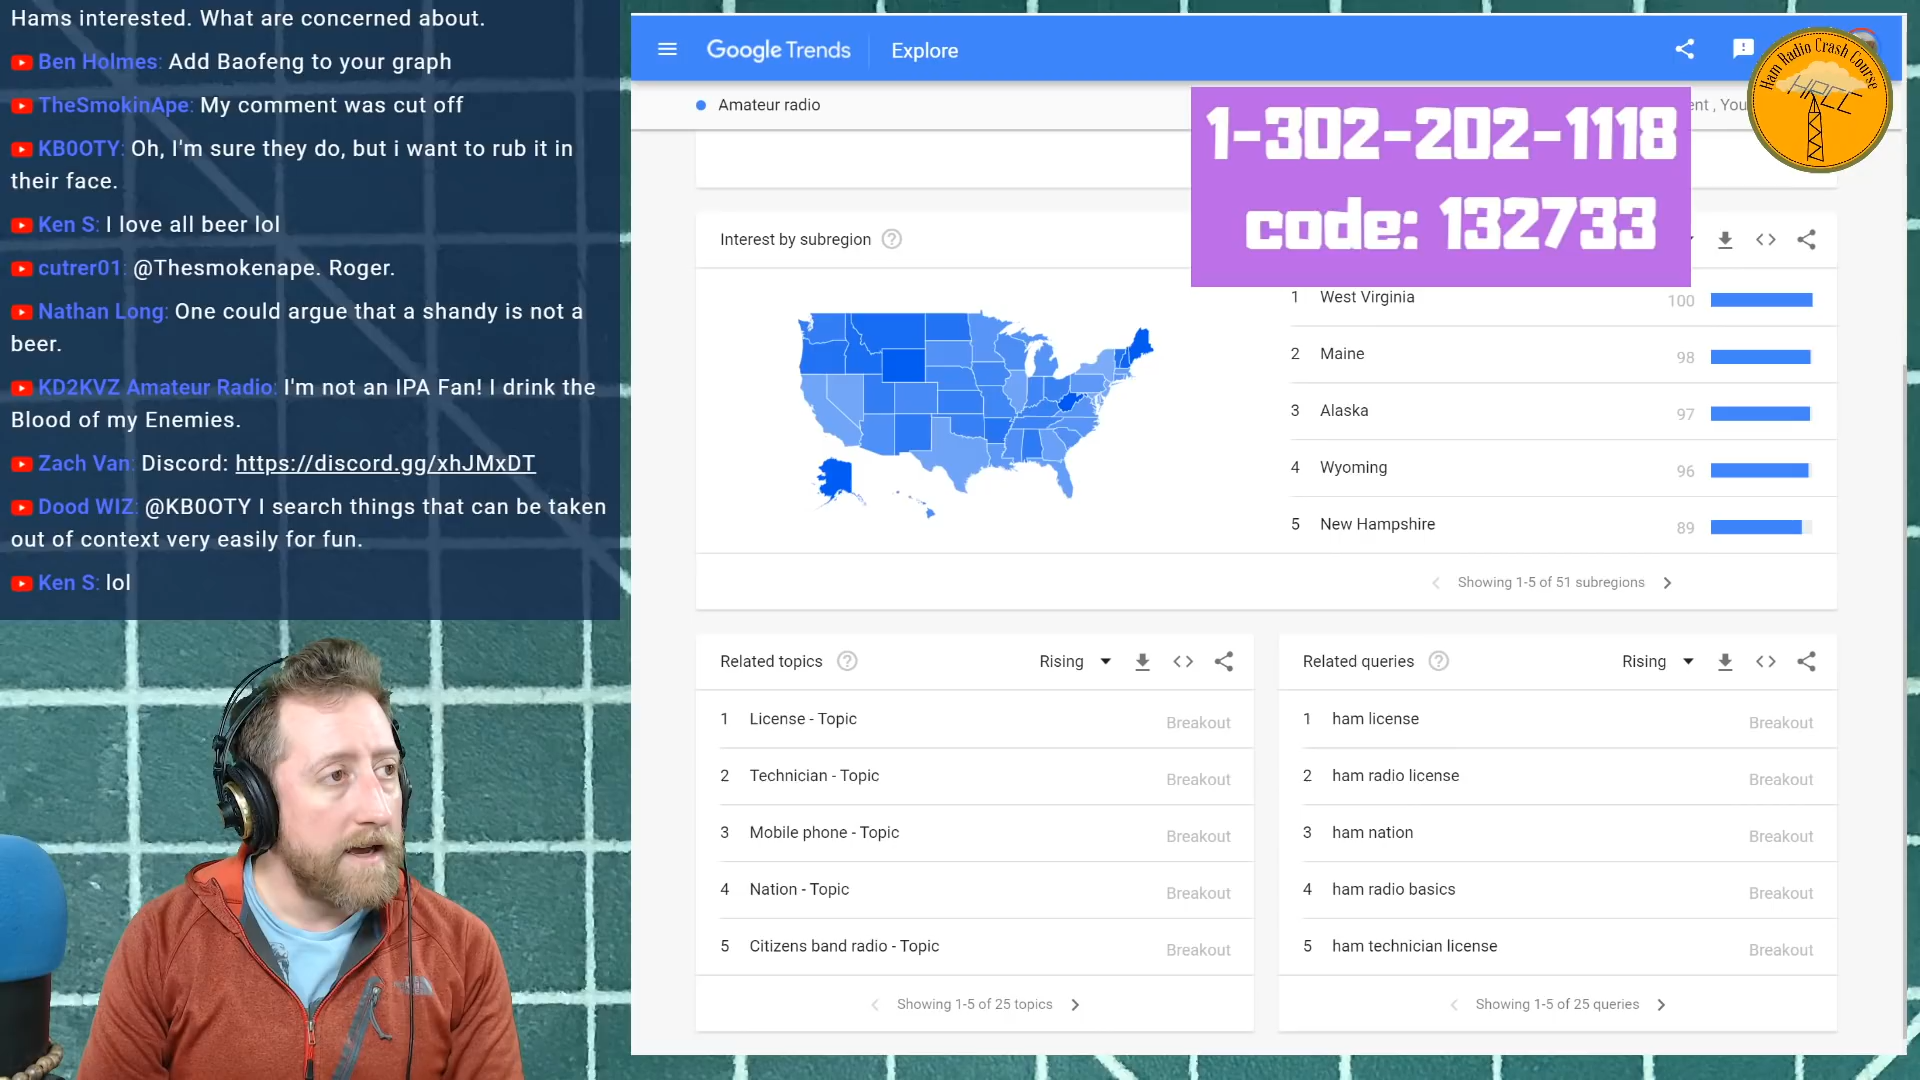 Hams interested. What are concerned about.
Ben Holmes: Add Baofeng to your graph
TheSmokinApe: My comment was cut off
KB0OTY: Oh, I'm sure they do, but i want to rub it in
their face.
Ken S: I love all beer lol
cutrer01: @Thesmokenape. Roger.
Nathan Long: One could argue that a shandy is not a
beer.
KD2KVZ Amateur Radio: I'm not an IPA Fan! I drink the
Blood of my Enemies.
Zach Van: Discord: https://discord.gg/xhJMxDT
Dood WIZ: @KB0OTY I search things that can be taken
out of context very easily for fun.
Ken S: lol
Google Trends
Explore
Ham Radio Crash Course
HRCC
Amateur radio
1-302-202-1118
code: 132733
Interest by subregion
1 West Virginia 100
2 Maine 98
3 Alaska 97
4 Wyoming 96
5 New Hampshire 89
Showing 1-5 of 51 subregions
Related topics
Rising
1 License - Topic Breakout
2 Technician - Topic Breakout
3 Mobile phone - Topic Breakout
4 Nation - Topic Breakout
5 Citizens band radio - Topic Breakout
Showing 1-5 of 25 topics
Related queries
Rising
1 ham license Breakout
2 ham radio license Breakout
3 ham nation Breakout
4 ham radio basics Breakout
5 ham technician license Breakout
Showing 1-5 of 25 queries